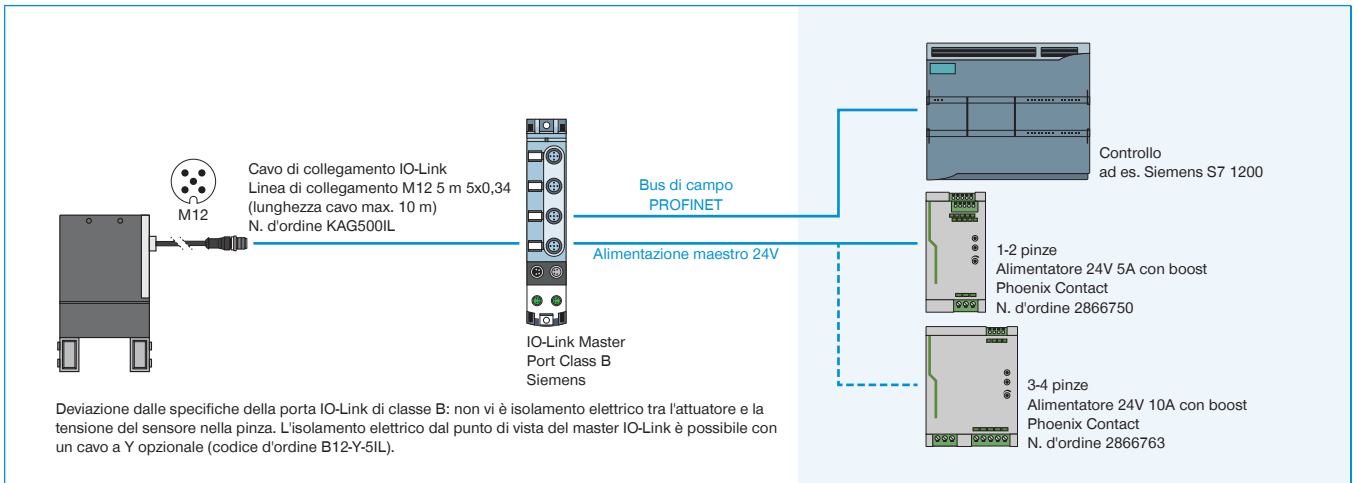 M12
Cavo di collegamento IO-Link
Linea di collegamento M12 5 m 5x0,34
(lunghezza cavo max. 10 m)
N. d'ordine KAG500IL
IO-Link Master
Port Class B
Siemens
Bus di campo
PROFINET
Alimentazione maestro 24V
Controllo
ad es. Siemens S7 1200
1-2 pinze
Alimentatore 24V 5A con boost
Phoenix Contact
N. d'ordine 2866750
3-4 pinze
Alimentatore 24V 10A con boost
Phoenix Contact
N. d'ordine 2866763
Deviazione dalle specifiche della porta IO-Link di classe B: non vi è isolamento elettrico tra l'attuatore e la
tensione del sensore nella pinza. L'isolamento elettrico dal punto di vista del master IO-Link è possibile con
un cavo a Y opzionale (codice d'ordine B12-Y-5IL).